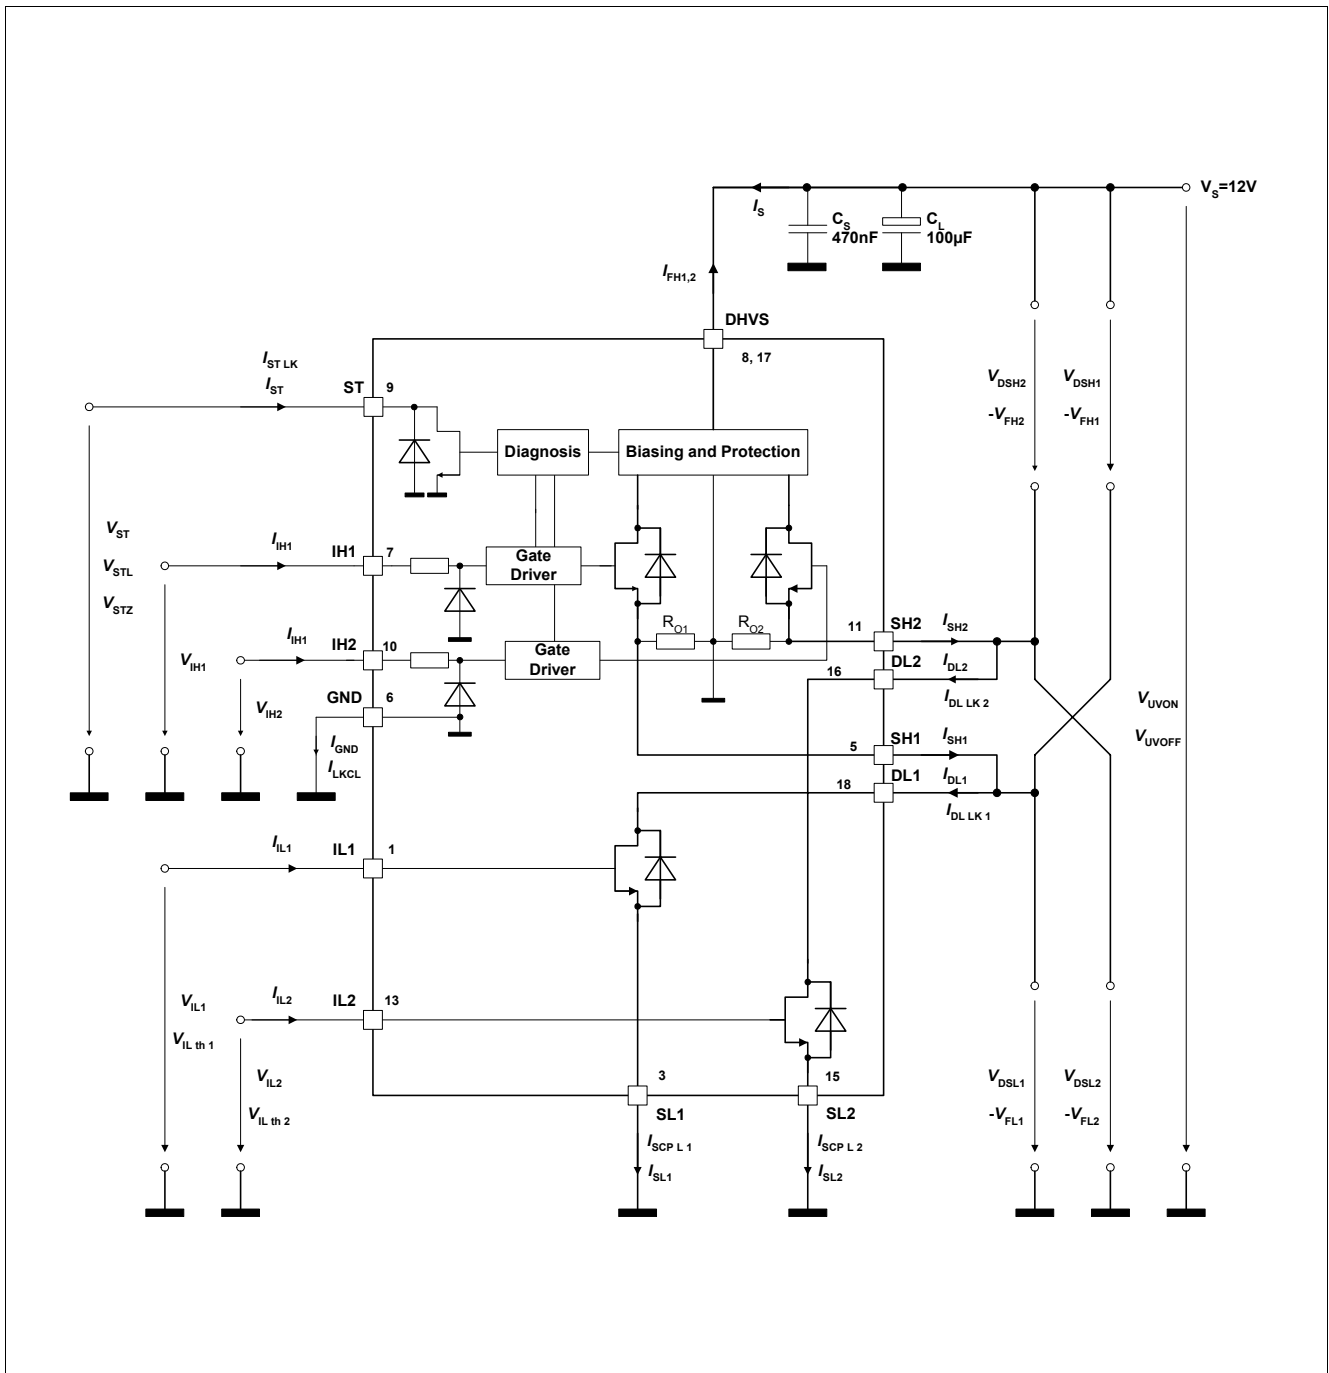 V_S=12V
I_S
C_S
470nF
C_L
100µF
I_FH1,2
DHVS
8, 17
I_ST LK
I_ST
ST
9
V_DSH2
-V_FH2
V_DSH1
-V_FH1
Diagnosis
Biasing and Protection
V_ST
V_STL
V_STZ
I_IH1
IH1
7
Gate
Driver
R_O1
R_O2
11
SH2
I_SH2
I_IH1
IH2
10
Gate
Driver
V_IH1
V_IH2
16
DL2
I_DL2
I_DL LK 2
GND
6
I_GND
I_LKCL
V_UVON
V_UVOFF
5
SH1
I_SH1
18
DL1
I_DL1
I_DL LK 1
I_IL1
IL1
1
I_IL2
IL2
13
V_IL1
V_IL th 1
V_IL2
V_IL th 2
3
SL1
15
SL2
V_DSL1
-V_FL1
V_DSL2
-V_FL2
I_SCP L 1
I_SL1
I_SCP L 2
I_SL2